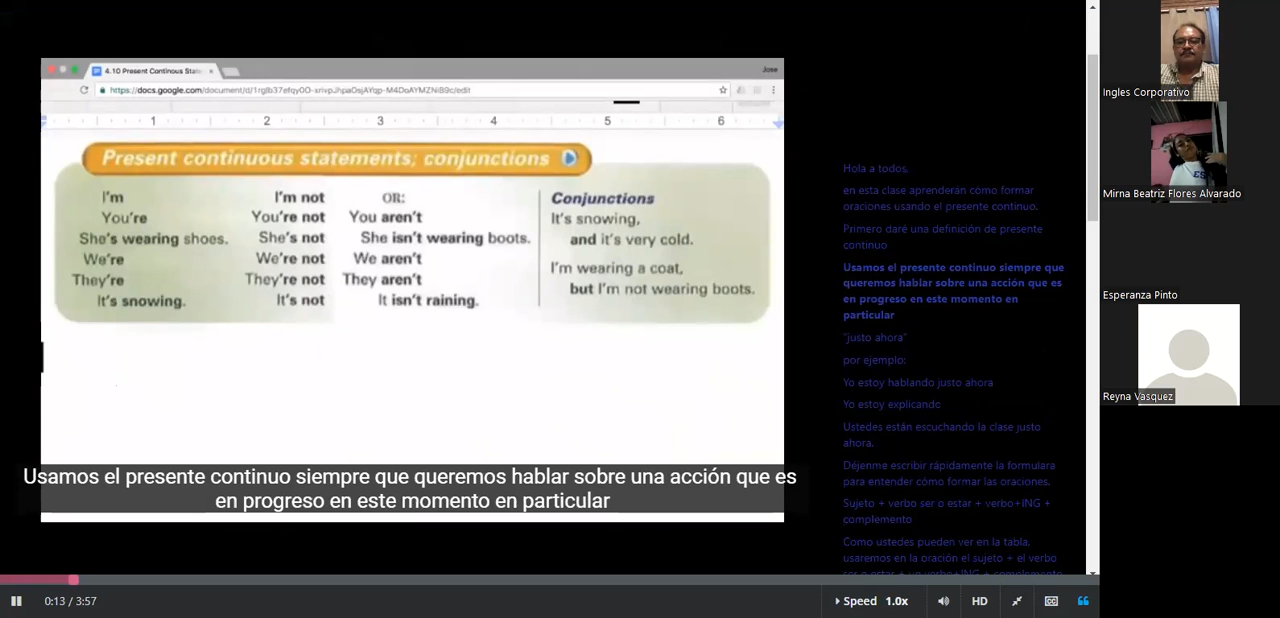 4.10 Present Continous State
Jose
https://docs.google.com/document/d/1rglb37efqy0O-xrivpJhpaOsjAYqp-M4DoAYMZNiB9c/edit
1 2 3 4 5 6
Present continuous statements; conjunctions
I'm I'm not OR: Conjunctions
You're You're not You aren't It's snowing,
She's wearing shoes. She's not She isn't wearing boots. and it's very cold.
We're We're not We aren't I'm wearing a coat,
They're They're not They aren't but I'm not wearing boots.
It's snowing. It's not It isn't raining.
Usamos el presente continuo siempre que queremos hablar sobre una acción que es
en progreso en este momento en particular
Hola a todos,
en esta clase aprenderán cómo formar
oraciones usando el presente continuo.
Primero daré una definición de presente
continuo
Usamos el presente continuo siempre que
queremos hablar sobre una acción que es
en progreso en este momento en
particular
"justo ahora"
por ejemplo:
Yo estoy hablando justo ahora
Yo estoy explicando
Ustedes están escuchando la clase justo
ahora.
Déjenme escribir rápidamente la formulara
para entender cómo formar las oraciones.
Sujeto + verbo ser o estar + verbo+ING +
complemento
Como ustedes pueden ver en la tabla,
usaremos en la oración el sujeto + el verbo
ser o estar + un verbo+ING + complemento
Ingles Corporativo
Mirna Beatriz Flores Alvarado
Esperanza Pinto
Reyna Vasquez
0:13 / 3:57
Speed 1.0x
HD
CC